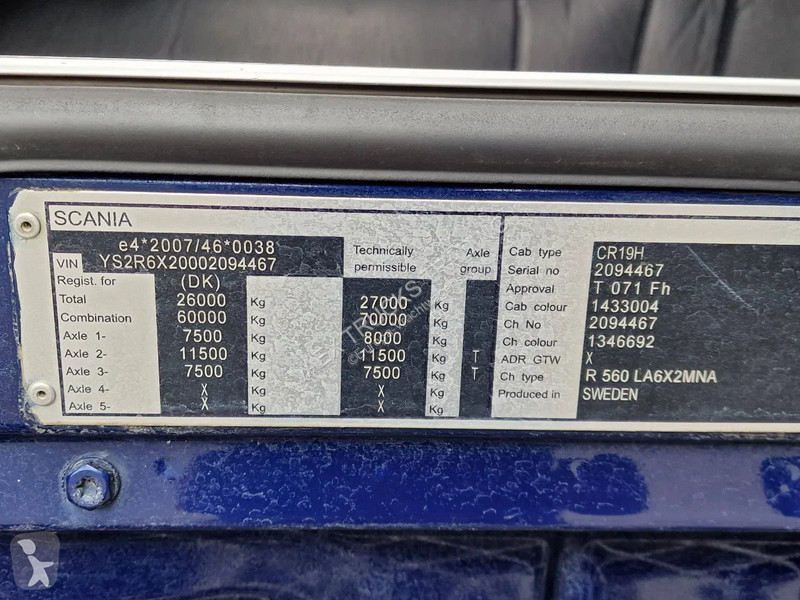 SCANIA
e4*2007/46*0038
VIN YS2R6X20002094467
Technically permissible
Axle group
Regist. for (DK)
Total 26000 Kg 27000 Kg
Combination 60000 Kg 70000 Kg
Axle 1- 7500 Kg 8000 Kg
Axle 2- 11500 Kg 11500 Kg T
Axle 3- 7500 Kg 7500 Kg T
Axle 4- X Kg X Kg
Axle 5- X Kg X Kg
Cab type CR19H
Serial no 2094467
Approval T 071 Fh
Cab colour 1433004
Ch No 2094467
Ch colour 1346692
ADR GTW X
Ch type R 560 LA6X2MNA
Produced in SWEDEN